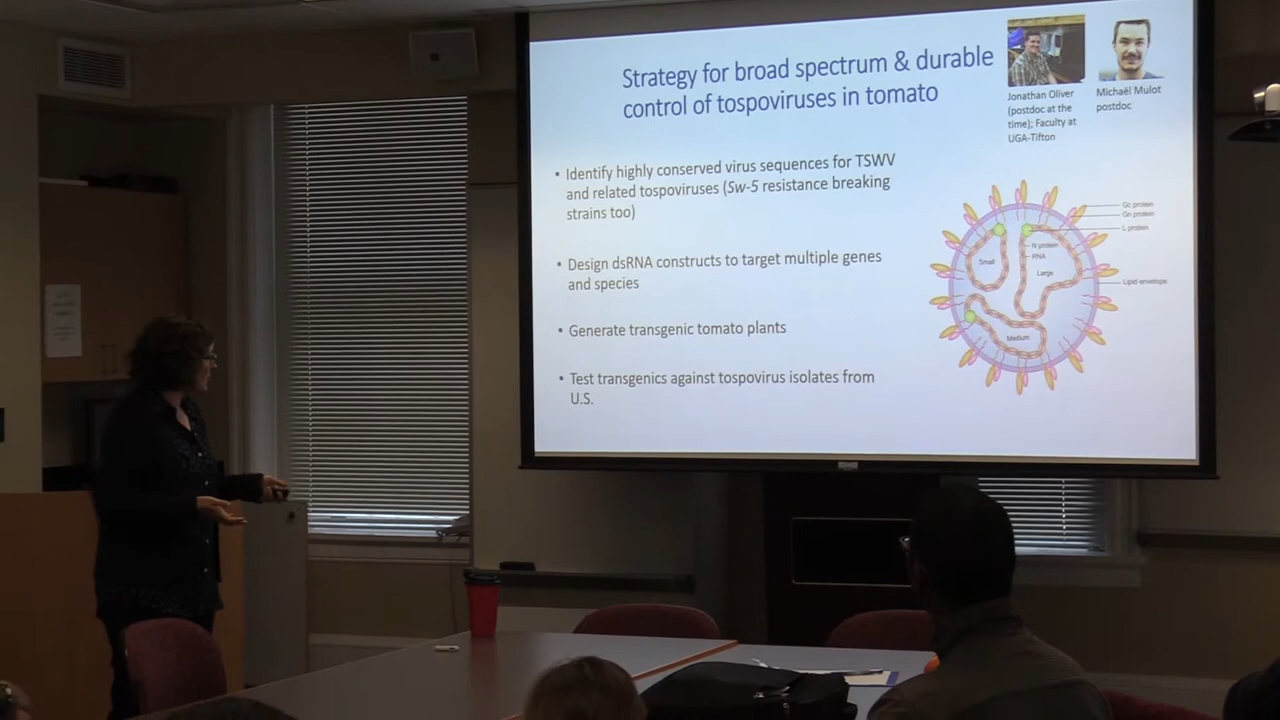 Strategy for broad spectrum & durable
control of tospoviruses in tomato
Jonathan Oliver
(postdoc at the
time); Faculty at
UGA-Tifton
Michaël Mulot
postdoc
• Identify highly conserved virus sequences for TSWV
and related tospoviruses (Sw-5 resistance breaking
strains too)
• Design dsRNA constructs to target multiple genes
and species
• Generate transgenic tomato plants
• Test transgenics against tospovirus isolates from
U.S.
Gc protein
Gn protein
L protein
N protein
RNA
Small
Large
Lipid envelope
Medium